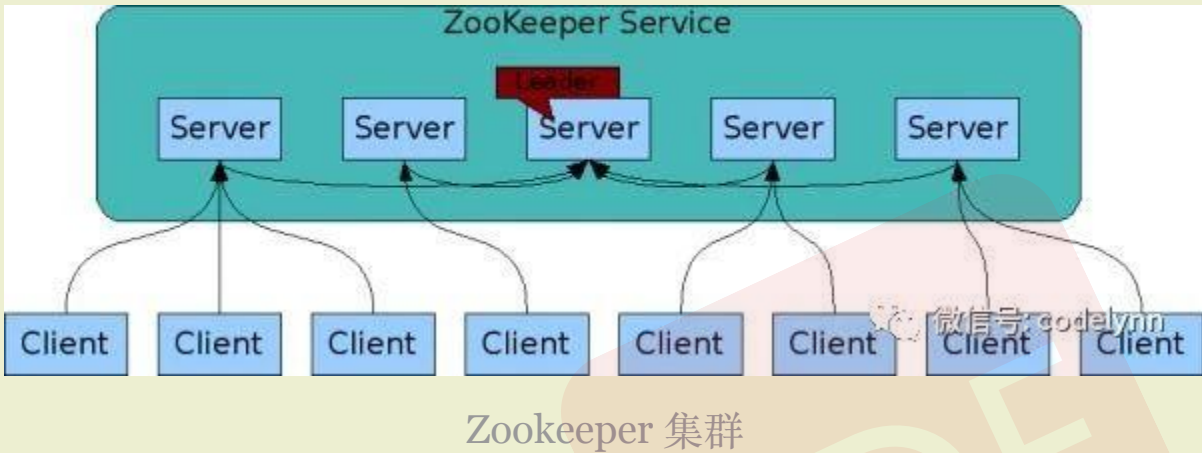 ZooKeeper Service
Leader
Server Server Server Server Server
Client Client Client Client Client Client Client Client
微信号: codelynn
Zookeeper 集群